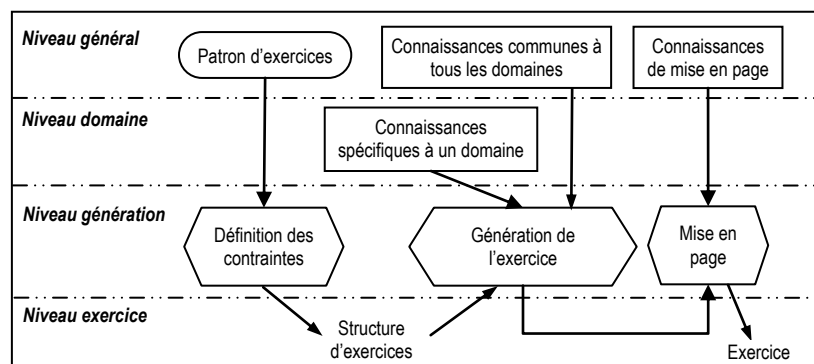 Niveau général
Patron d’exercices
Connaissances communes à
tous les domaines
Connaissances
de mise en page
Niveau domaine
Connaissances
spécifiques à un domaine
Niveau génération
Définition des
contraintes
Génération de
l’exercice
Mise en
page
Niveau exercice
Structure
d’exercices
Exercice